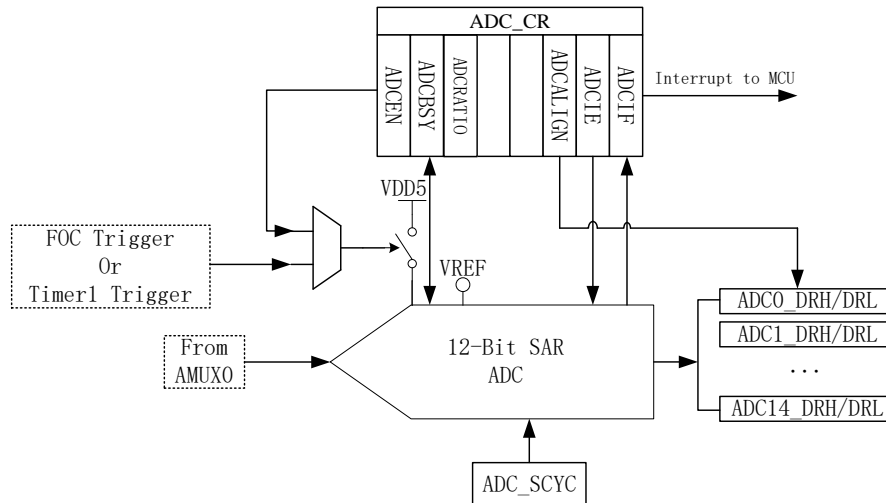 ADC_CR
ADCEN
ADCBSY
ADCRATIO
ADCALIGN
ADCIE
ADCIF
Interrupt to MCU
VDD5
FOC Trigger
Or
Timer1 Trigger
VREF
ADC0_DRH/DRL
ADC1_DRH/DRL
...
ADC14_DRH/DRL
From
AMUX0
12-Bit SAR
ADC
ADC_SCYC